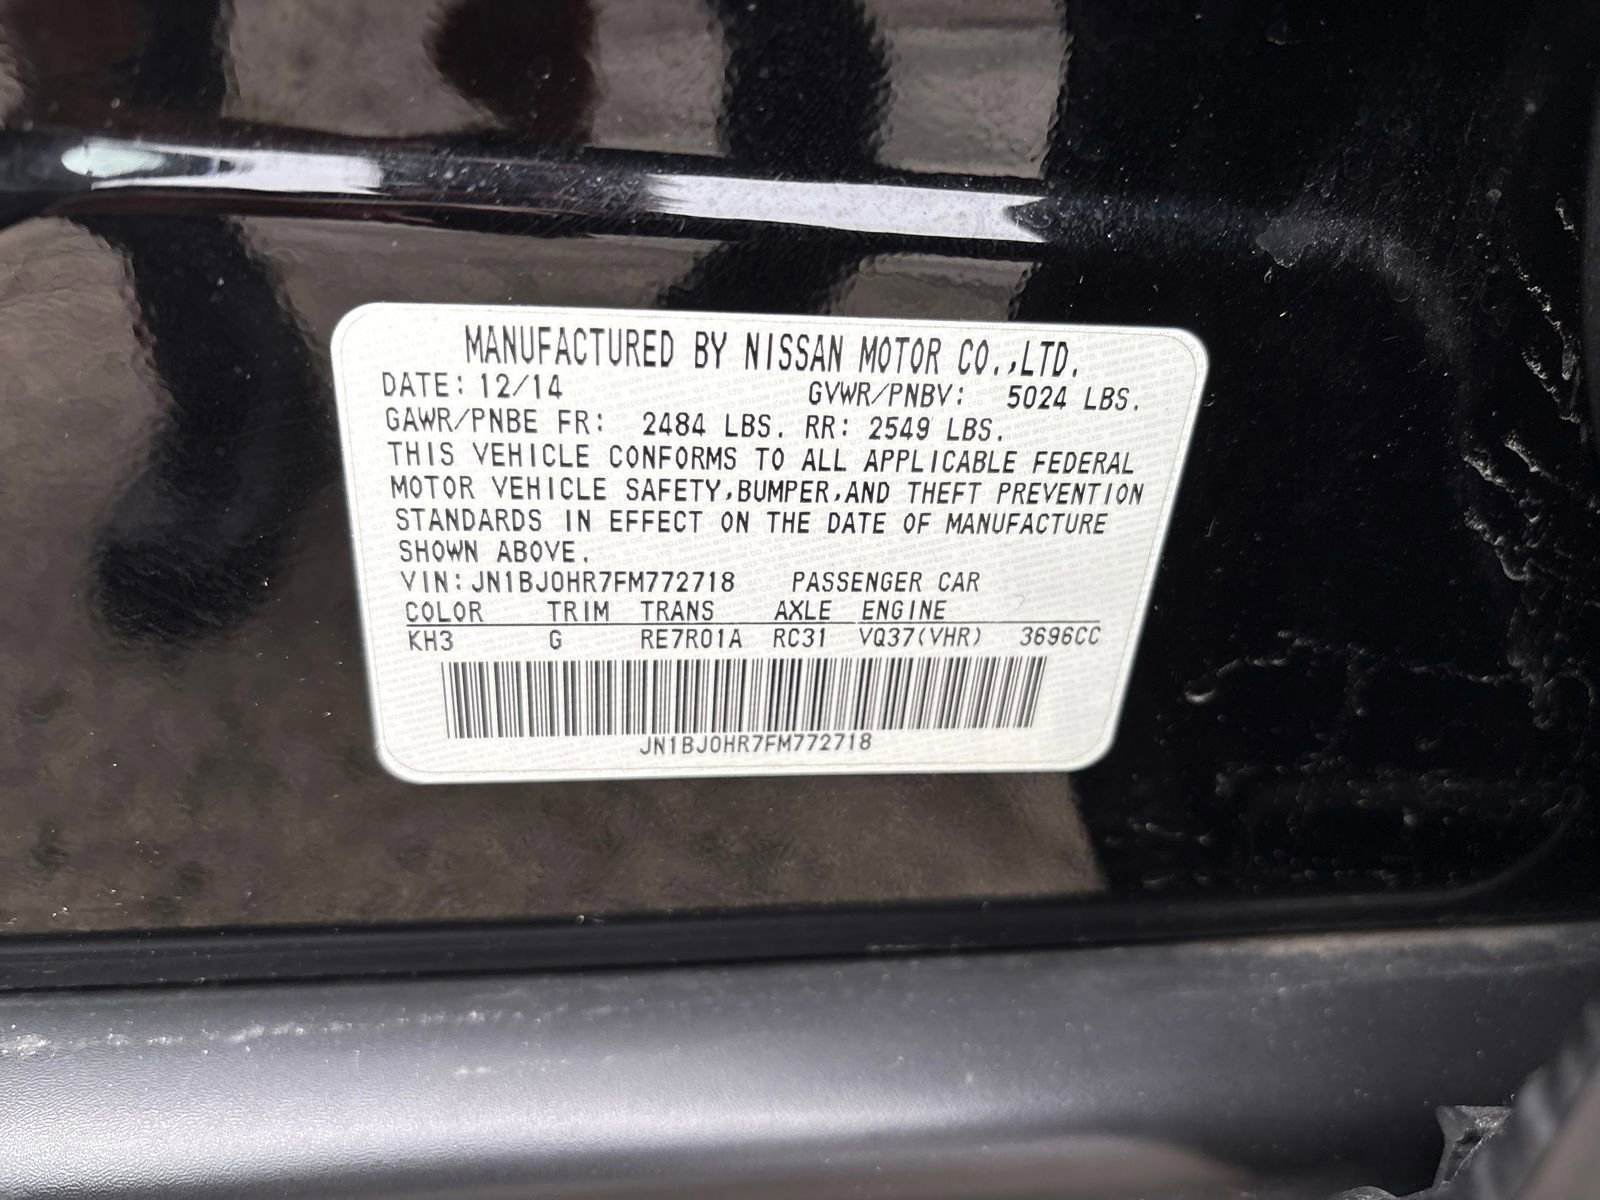 MANUFACTURED BY NISSAN MOTOR CO.,LTD.
DATE: 12/14 GVWR/PNBV: 5024 LBS.
GAWR/PNBE FR: 2484 LBS. RR: 2549 LBS.
THIS VEHICLE CONFORMS TO ALL APPLICABLE FEDERAL
MOTOR VEHICLE SAFETY,BUMPER,AND THEFT PREVENTION
STANDARDS IN EFFECT ON THE DATE OF MANUFACTURE
SHOWN ABOVE.
VIN:JN1BJ0HR7FM772718 PASSENGER CAR
COLOR TRIM TRANS AXLE ENGINE
KH3 G RE7R01A RC31 VQ37(VHR) 3696CC
JN1BJ0HR7FM772718